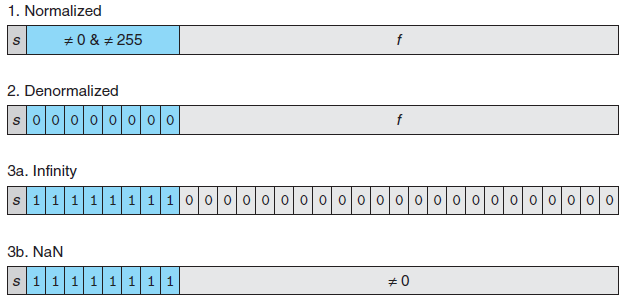 1. Normalized
s ≠ 0 & ≠ 255 f
2. Denormalized
s 0 0 0 0 0 0 0 0 f
3a. Infinity
s 1 1 1 1 1 1 1 1 0 0 0 0 0 0 0 0 0 0 0 0 0 0 0 0 0 0 0 0 0 0 0
3b. NaN
s 1 1 1 1 1 1 1 1 ≠ 0